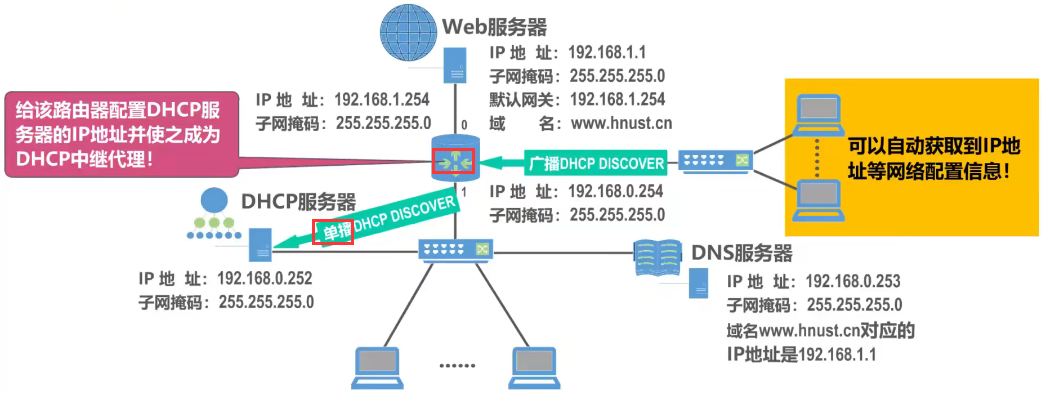 Web服务器
IP 地 址：192.168.1.1
子网掩码：255.255.255.0
默认网关：192.168.1.254
域 名：www.hnust.cn
IP 地 址：192.168.1.254
子网掩码：255.255.255.0
给该路由器配置DHCP服
务器的IP地址并使之成为
DHCP中继代理！
0
广播DHCP DISCOVER
可以自动获取到IP地
址等网络配置信息！
1
IP 地 址：192.168.0.254
子网掩码：255.255.255.0
DHCP服务器
单播DHCP DISCOVER
IP 地 址：192.168.0.252
子网掩码：255.255.255.0
DNS服务器
IP 地 址：192.168.0.253
子网掩码：255.255.255.0
域名www.hnust.cn对应的
IP地址是192.168.1.1